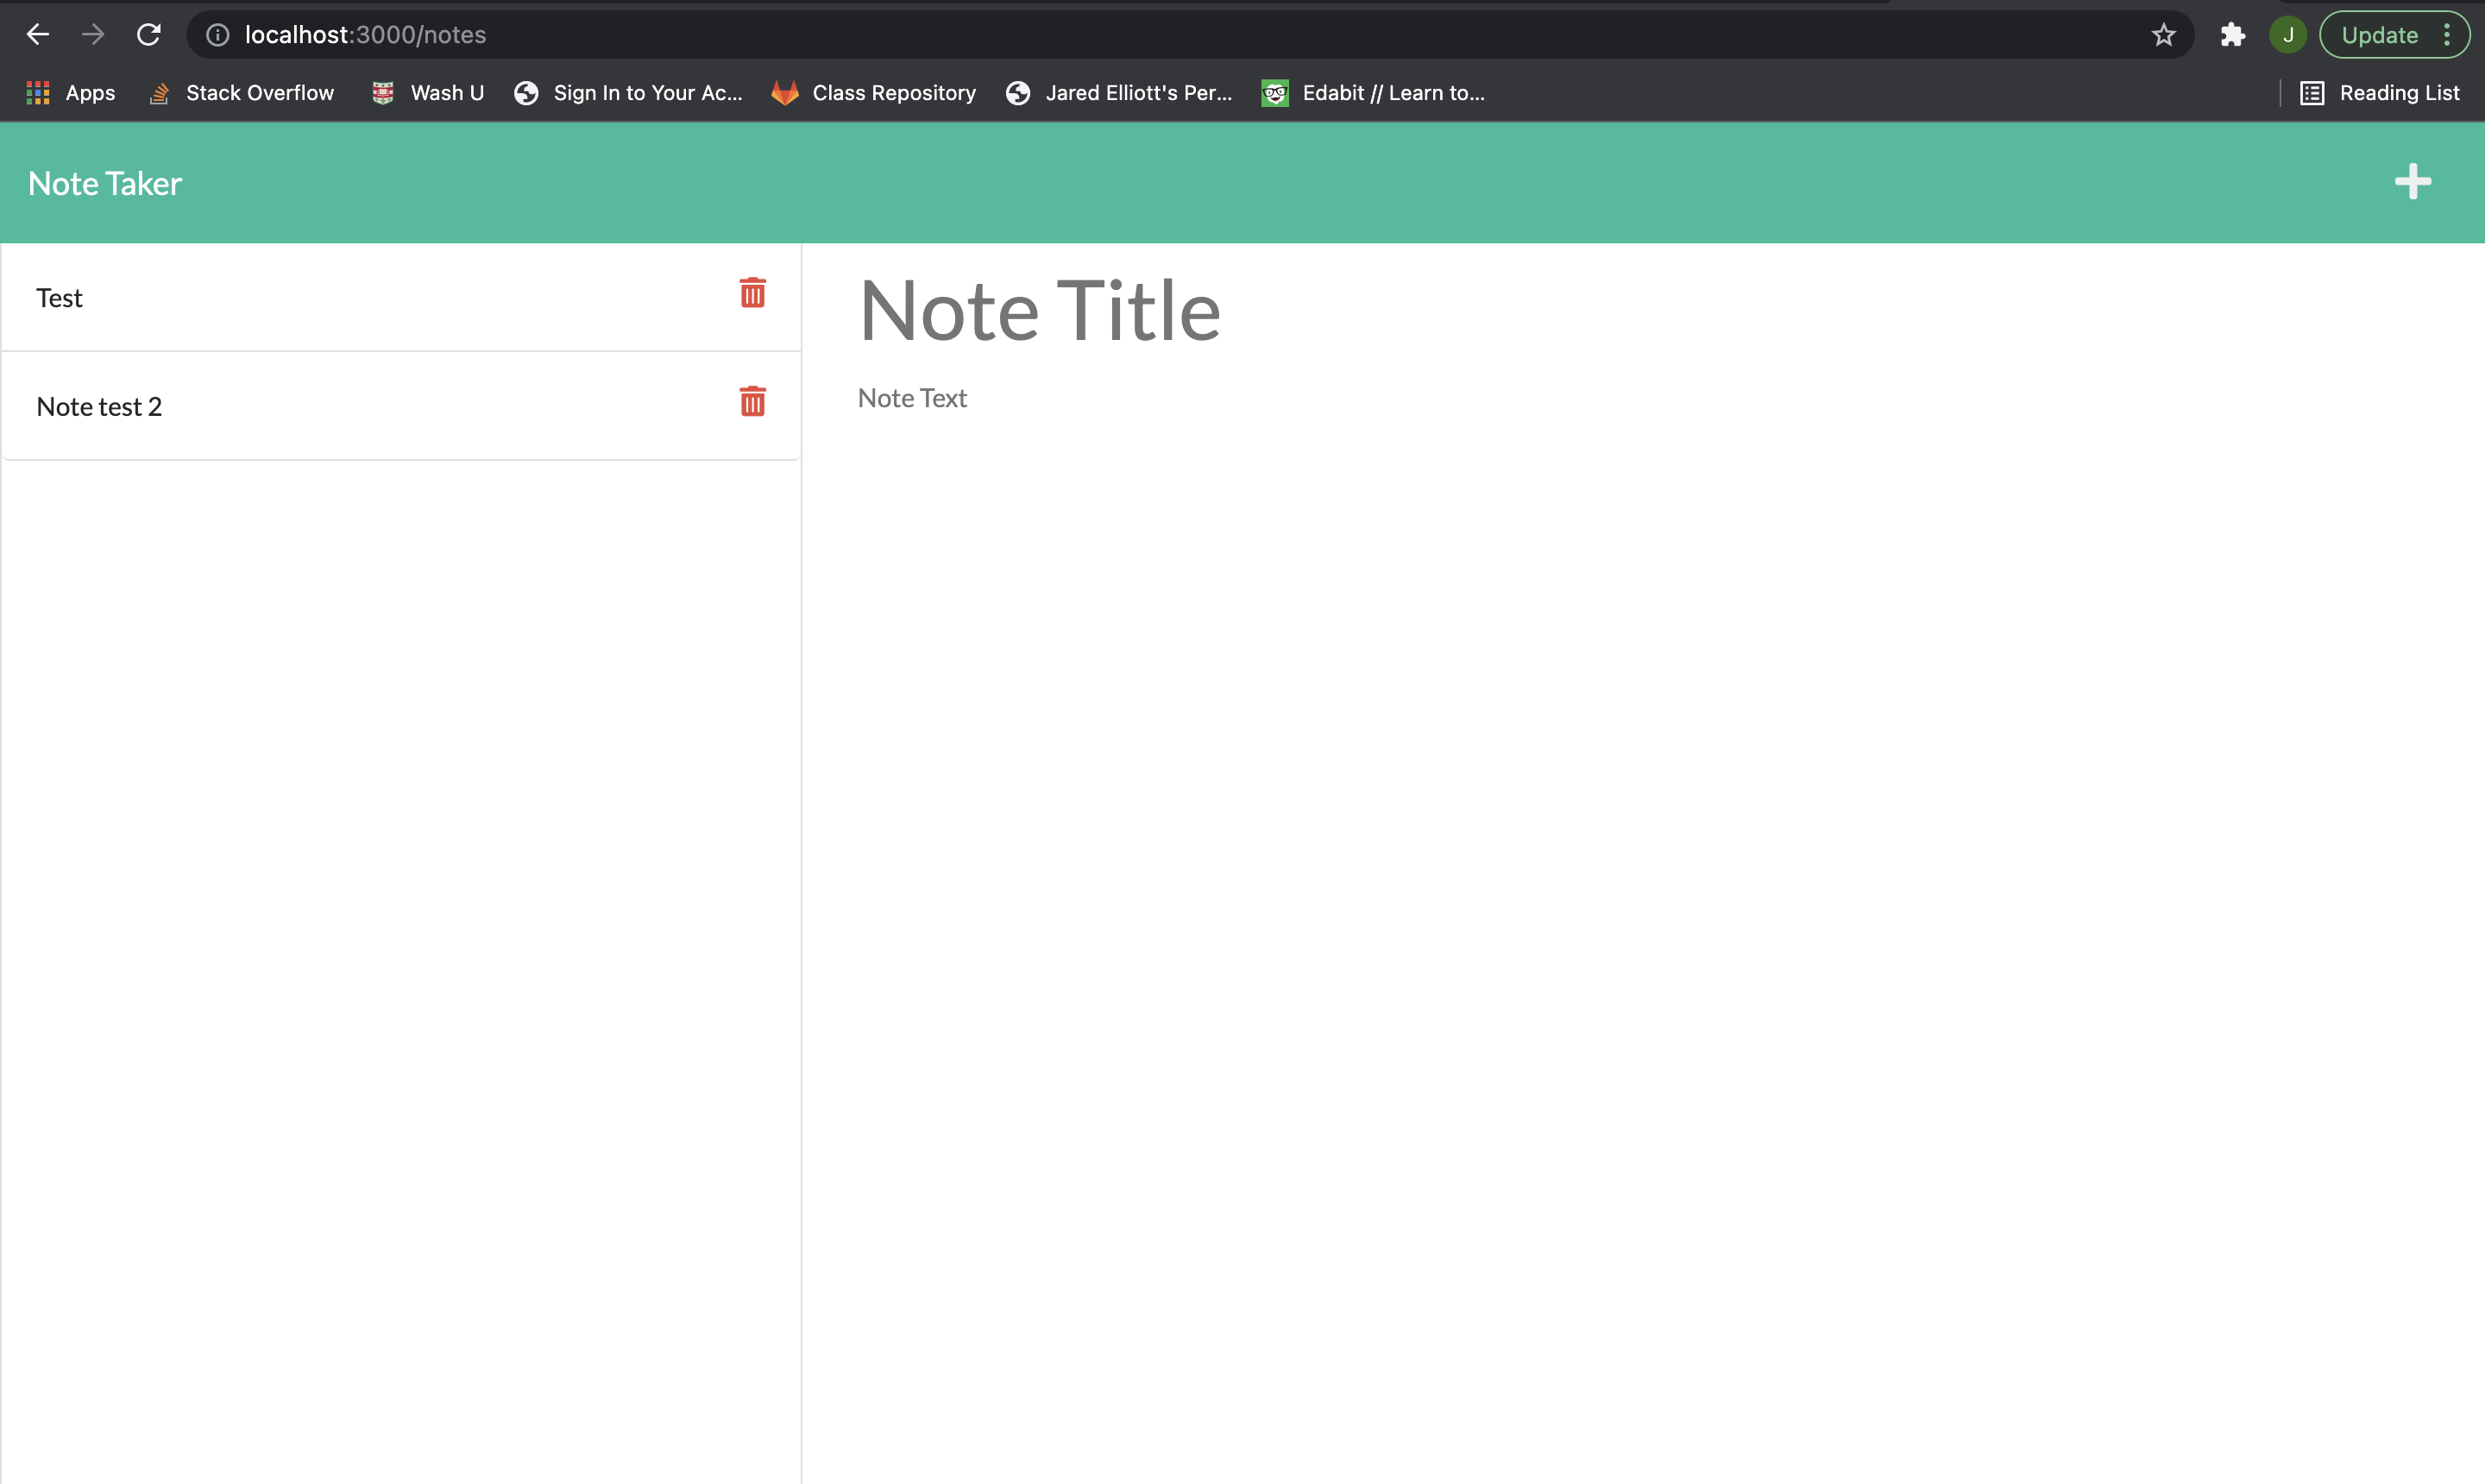 localhost:3000/notes
J
Update
Apps
Stack Overflow
Wash U
Sign In to Your Ac...
Class Repository
Jared Elliott's Per...
Edabit // Learn to...
Reading List
Note Taker
Test
Note test 2
Note Title
Note Text